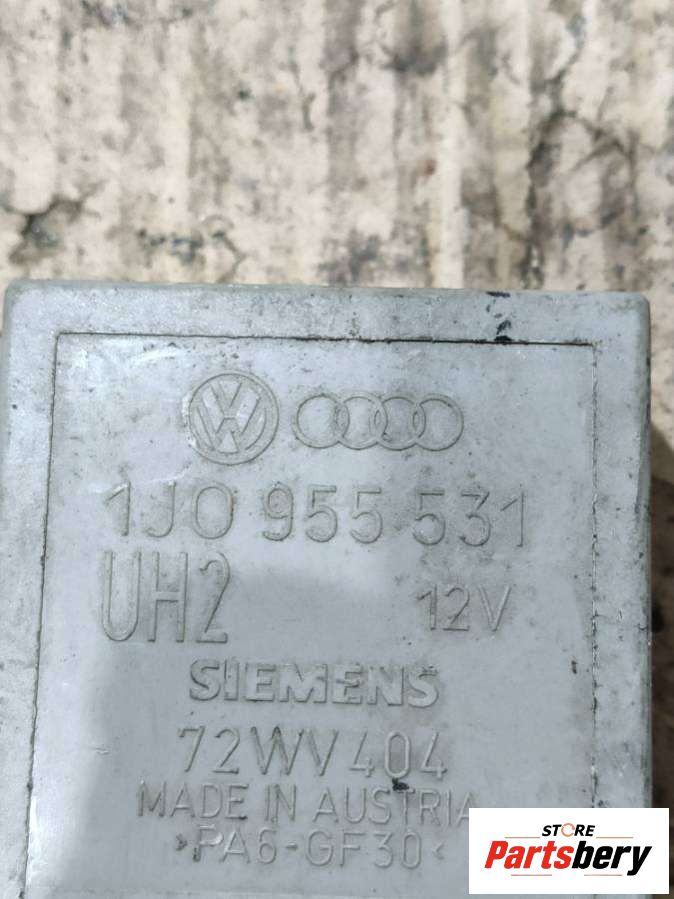 1J0 955 531
UH2 12V
SIEMENS
72WV404
MADE IN AUSTRIA
>PA6-GF30<
STORE
Partsbery